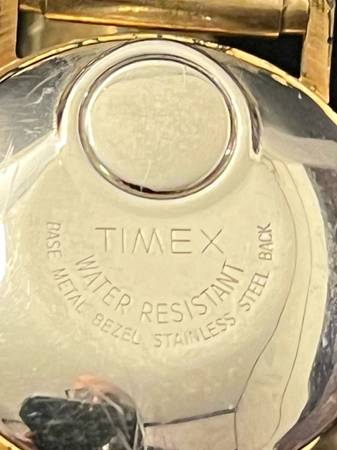 TIMEX
WATER RESISTANT
BASE METAL BEZEL STAINLESS STEEL BACK